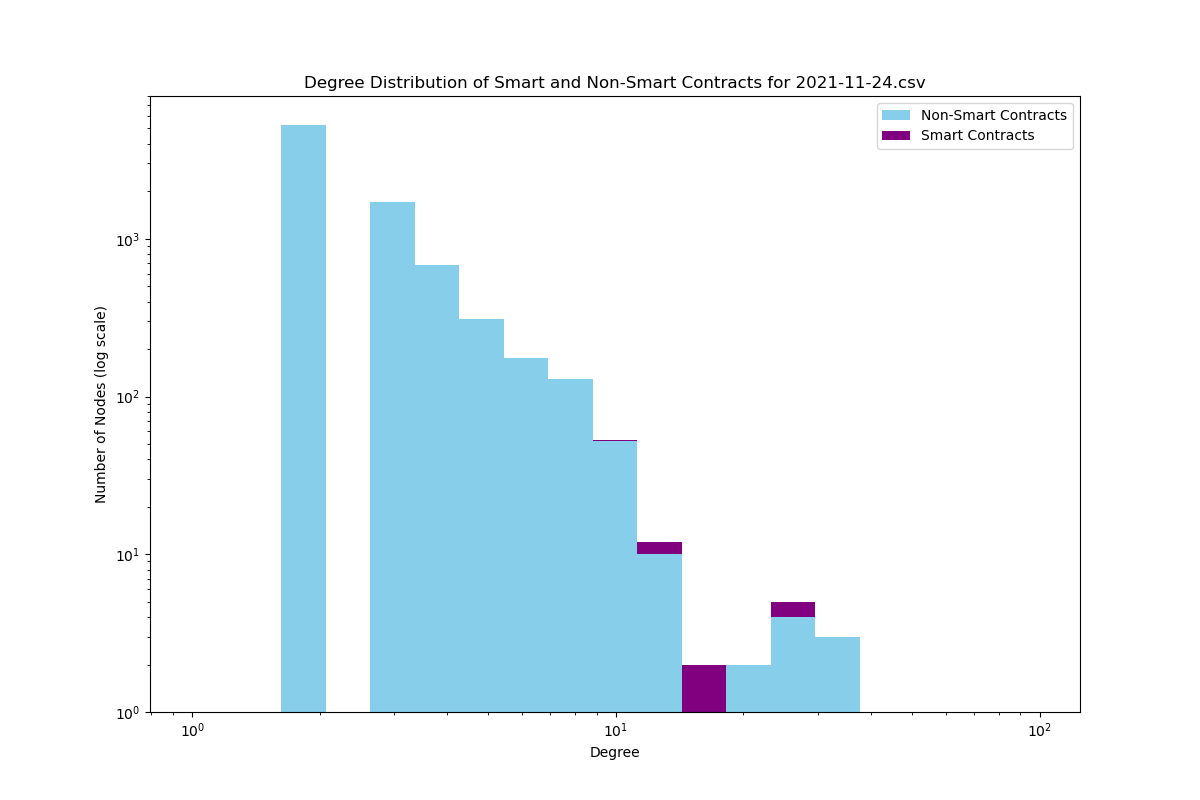 Degree Distribution of Smart and Non-Smart Contracts for 2021-11-24.csv
Non-Smart Contracts
Smart Contracts
Number of Nodes (log scale)
10³
10²
10¹
10⁰
10⁰ 10¹ 10²
Degree